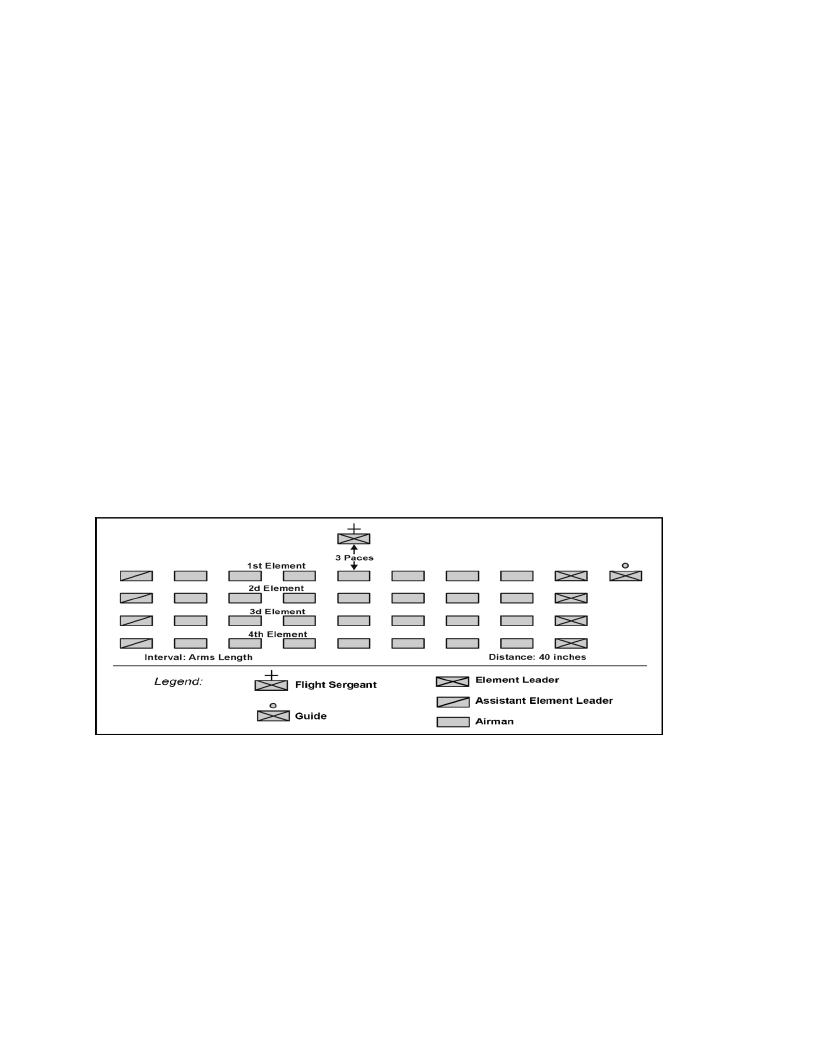 3 Paces
1st Element
2d Element
3d Element
4th Element
Interval: Arms Length Distance: 40 inches
Legend:
Flight Sergeant
Guide
Element Leader
Assistant Element Leader
Airman